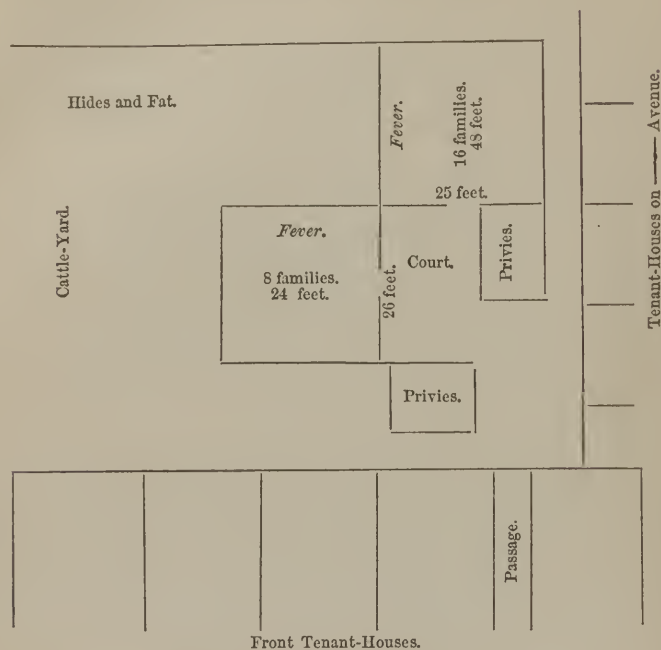 Hides and Fat.
Fever.
16 families.
48 feet.
25 feet.
Tenant-Houses on ——— Avenue.
Cattle-Yard.
Fever.
8 families.
24 feet.
26 feet.
Court.
Privies.
Privies.
Passage.
Front Tenant-Houses.